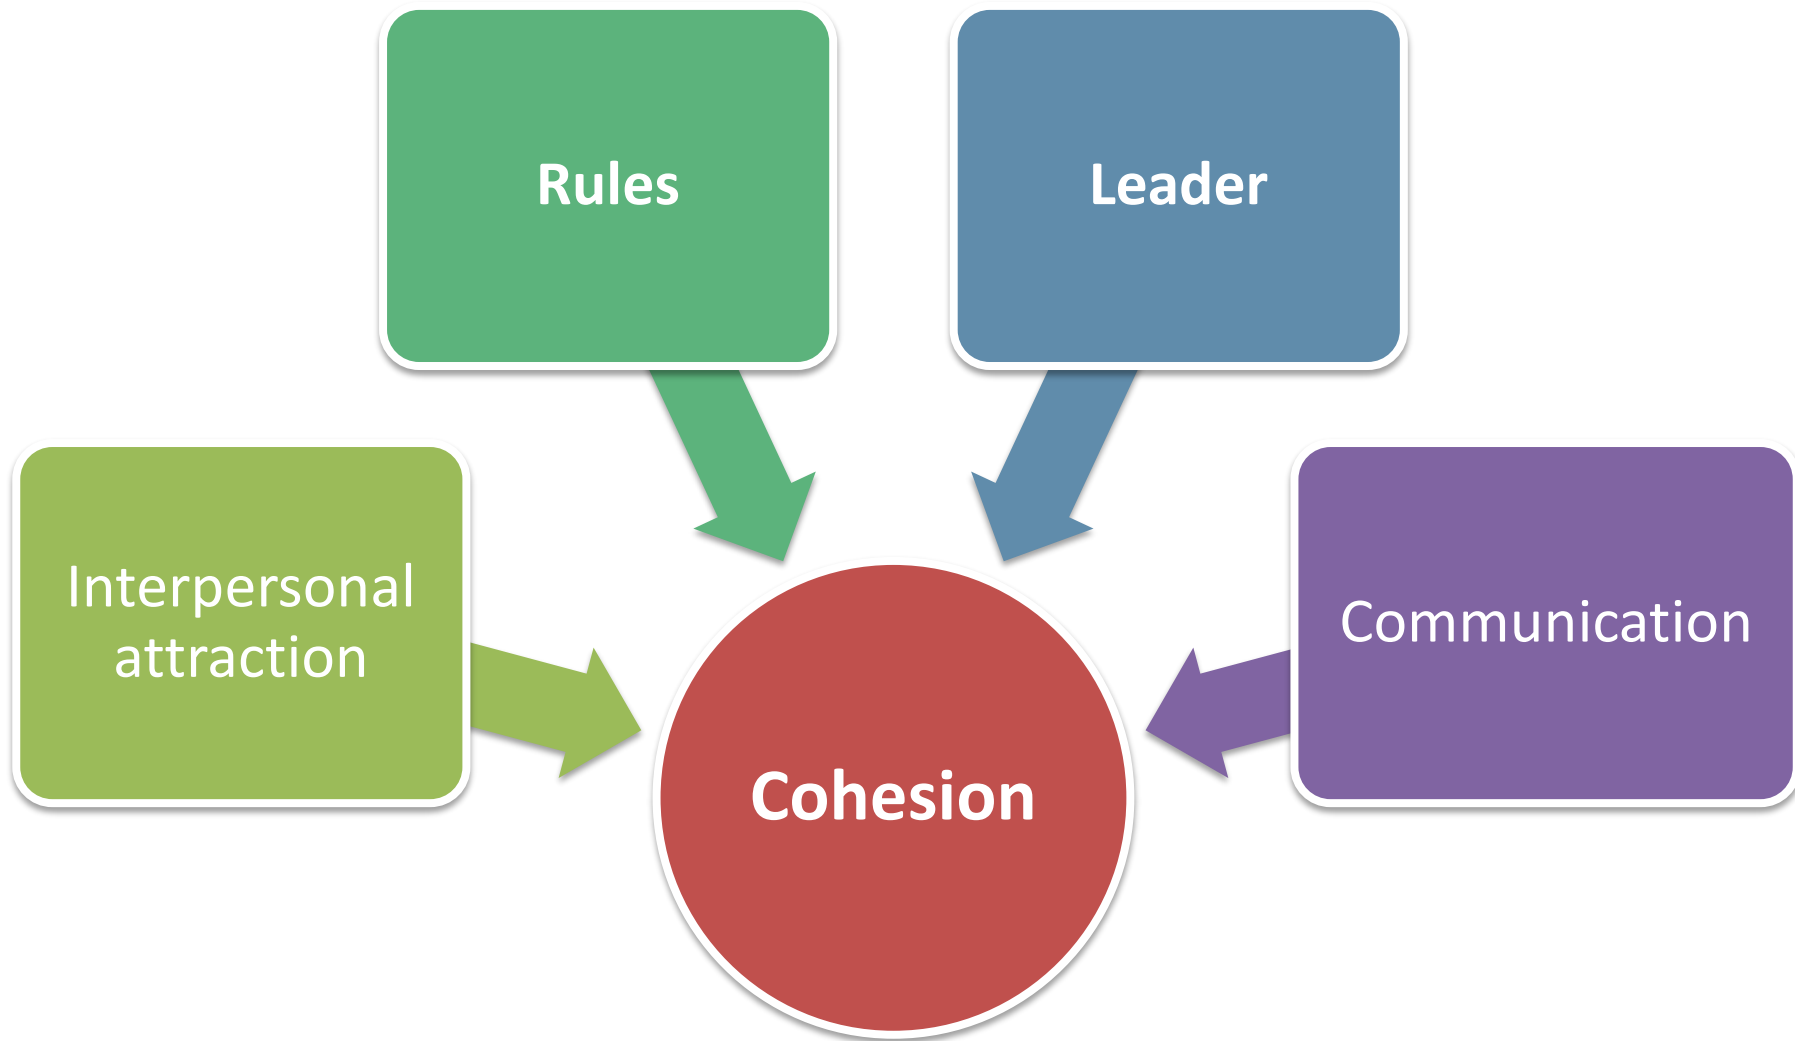 Rules
Leader
Interpersonal
attraction
Communication
Cohesion